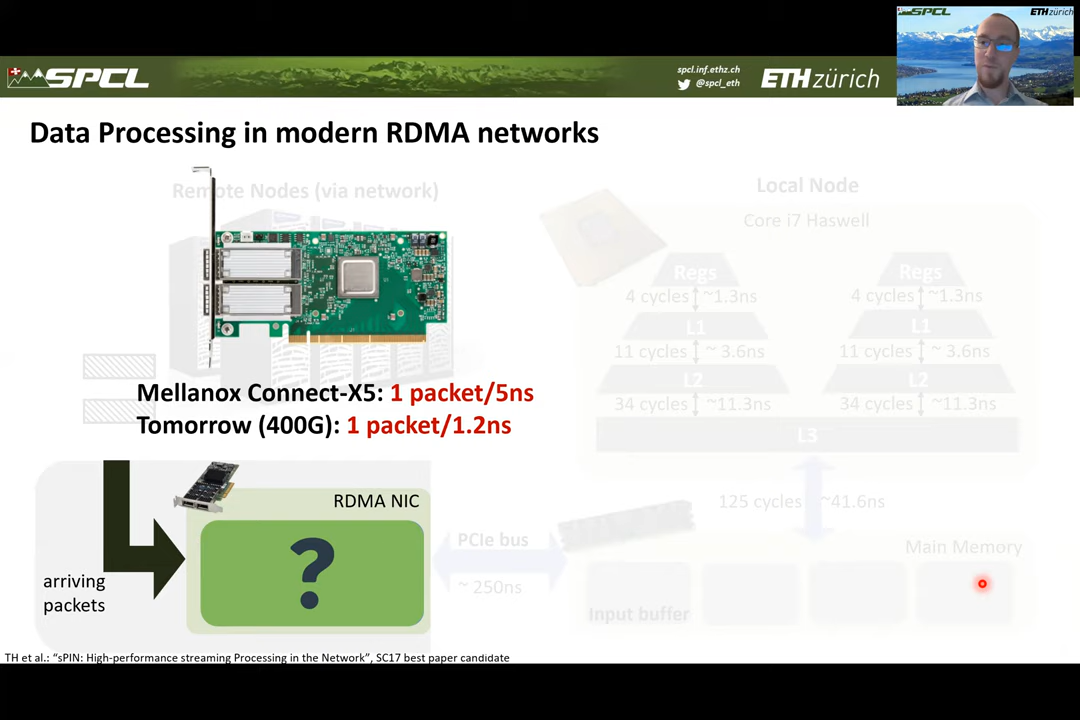 SPCL
ETHzürich
SPCL
spcl.inf.ethz.ch
@spcl_eth
ETHzürich
Data Processing in modern RDMA networks
Remote Nodes (via network)
Local Node
Core i7 Haswell
Regs
Regs
4 cycles
~1.3ns
4 cycles
~1.3ns
L1
L1
11 cycles
~ 3.6ns
11 cycles
~ 3.6ns
L2
L2
34 cycles
~11.3ns
34 cycles
~11.3ns
L3
Mellanox Connect-X5: 1 packet/5ns
Tomorrow (400G): 1 packet/1.2ns
125 cycles
~41.6ns
RDMA NIC
?
arriving
packets
PCIe bus
~ 250ns
Main Memory
Input buffer
TH et al.: “sPIN: High-performance streaming Processing in the Network”, SC17 best paper candidate